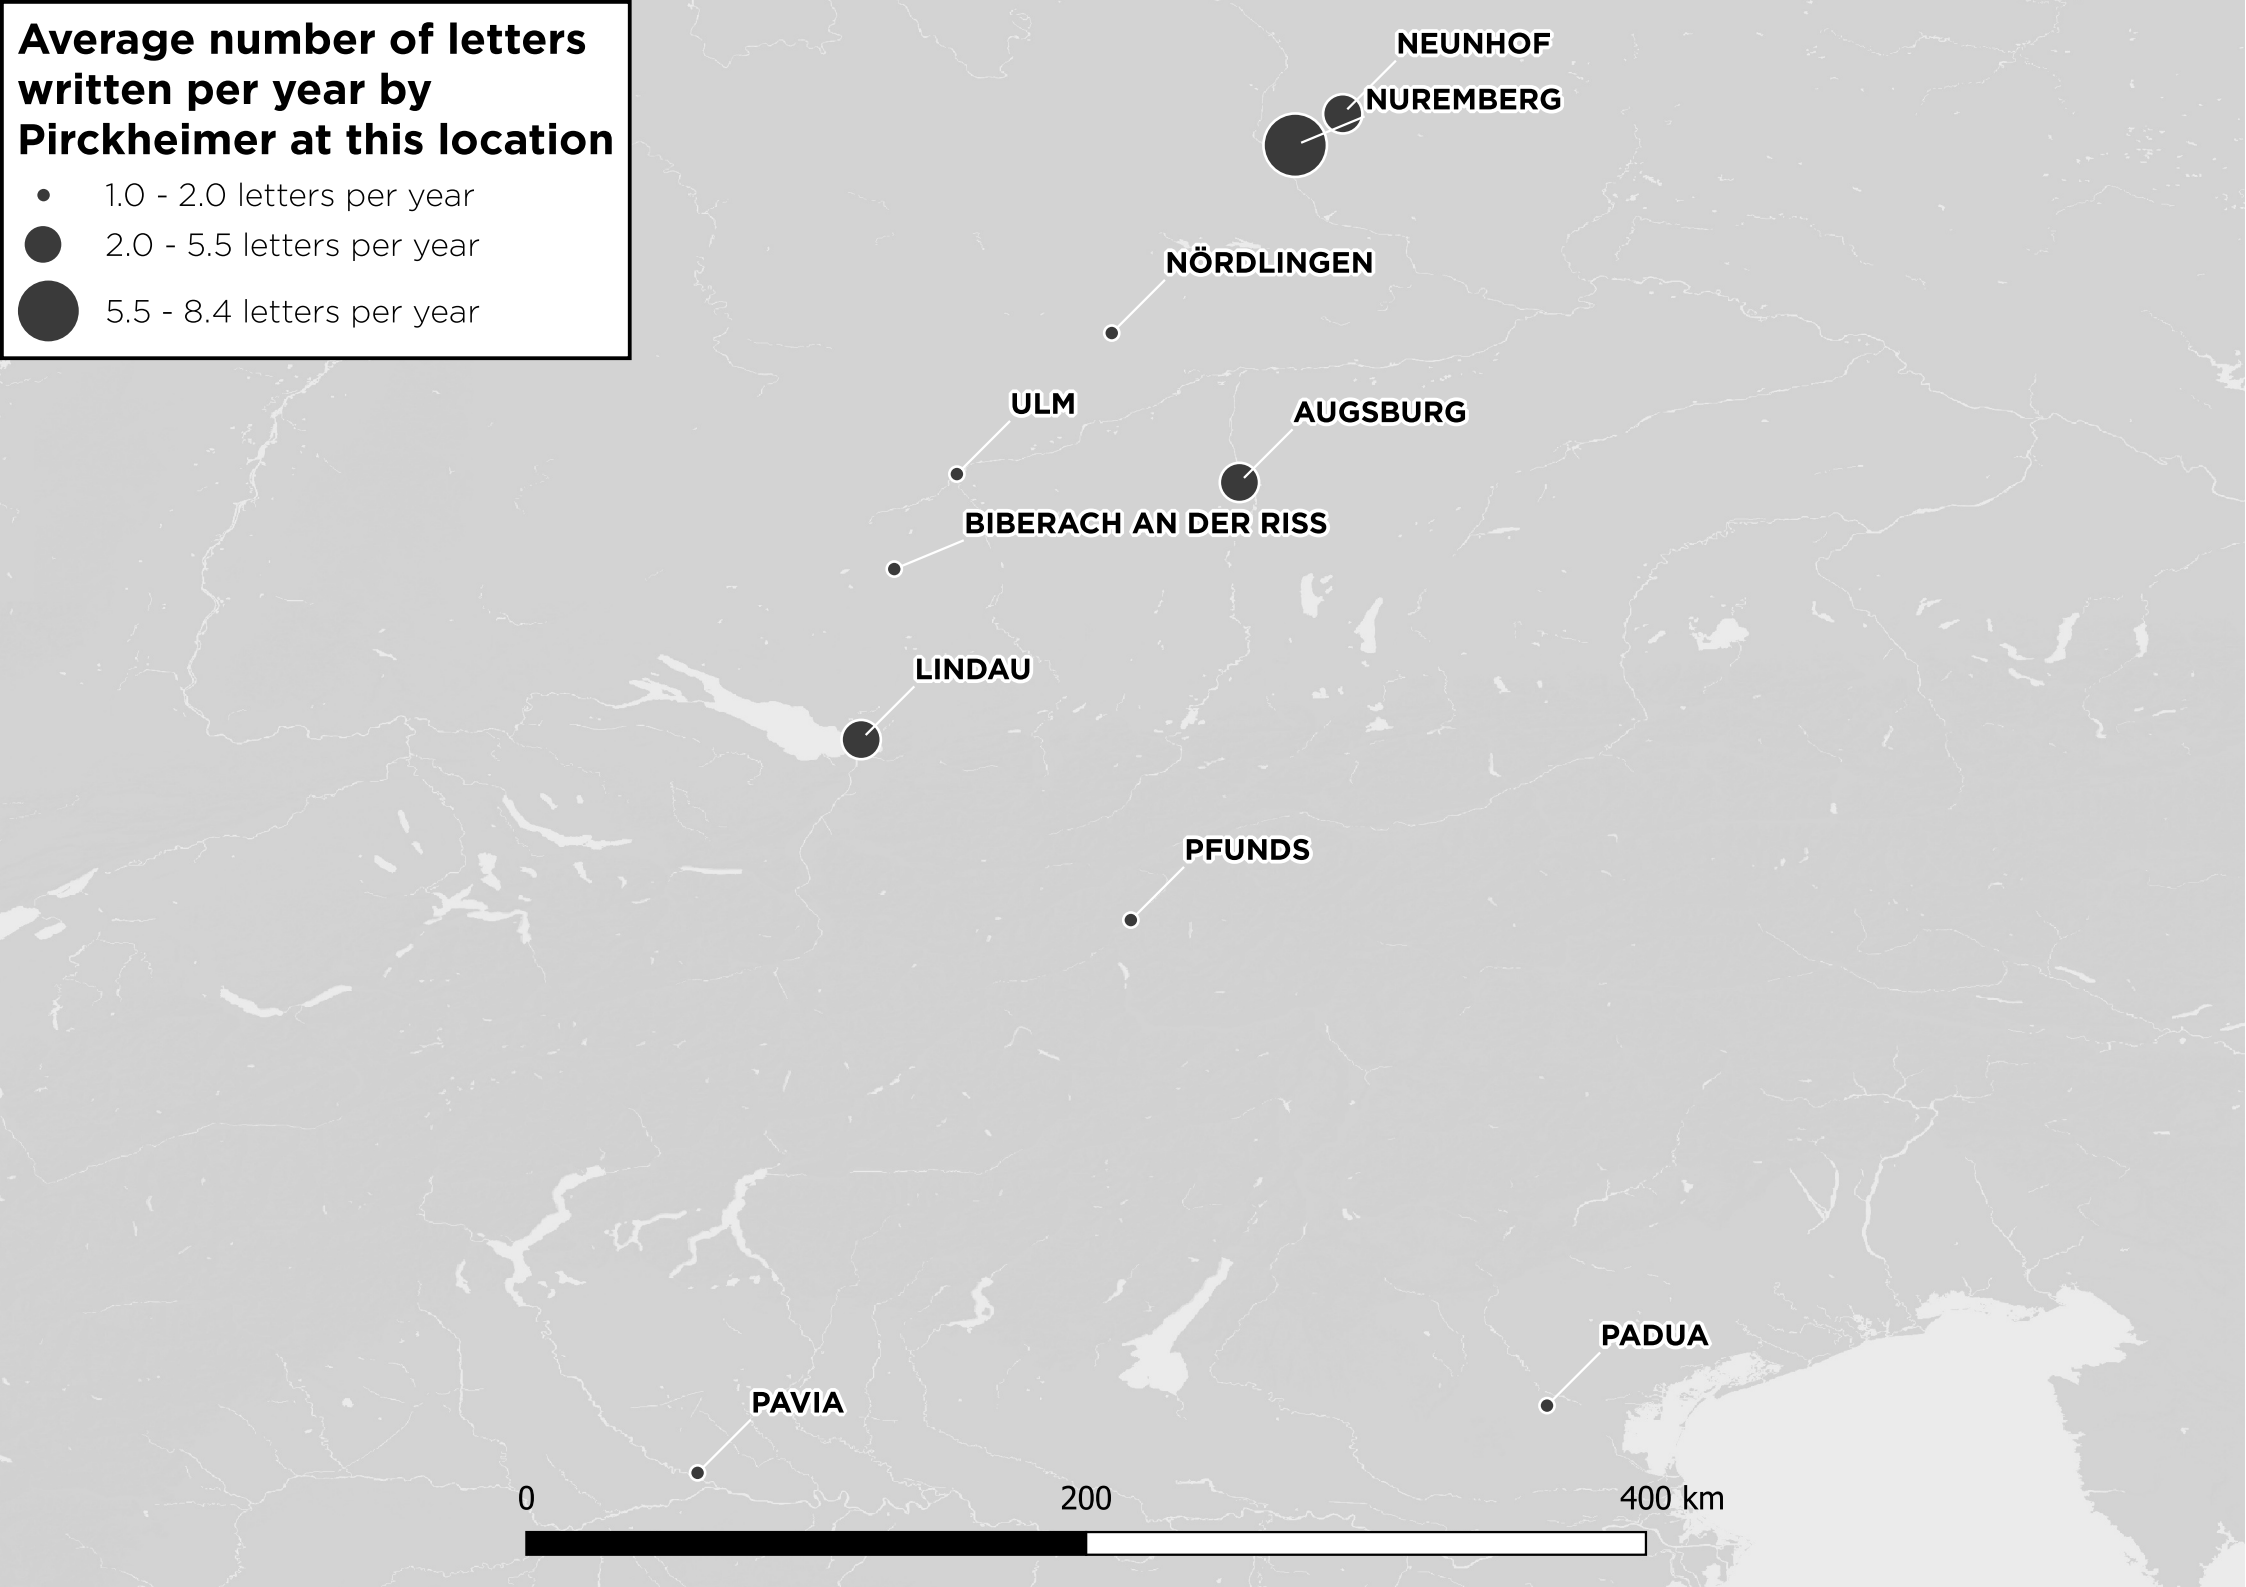 Average number of letters
written per year by
Pirckheimer at this location
1.0 - 2.0 letters per year
2.0 - 5.5 letters per year
5.5 - 8.4 letters per year
NEUNHOF
NUREMBERG
NÖRDLINGEN
ULM
AUGSBURG
BIBERACH AN DER RISS
LINDAU
PFUNDS
PADUA
PAVIA
0 200 400 km